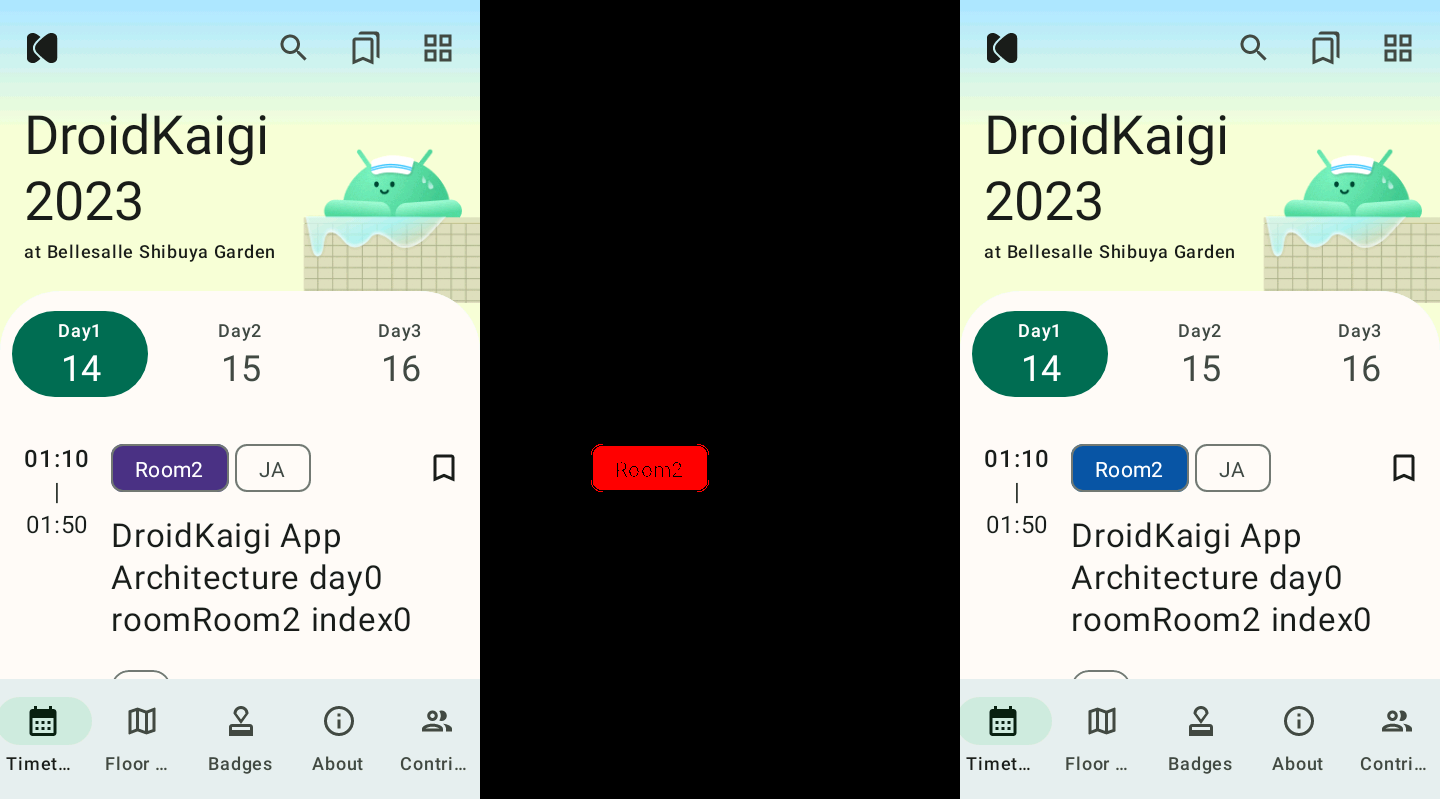 DroidKaigi
2023
at Bellesalle Shibuya Garden
Day1
14
Day2
15
Day3
16
01:10
|
01:50
Room2
JA
DroidKaigi App
Architecture day0
roomRoom2 index0
Timet…
Floor …
Badges
About
Contri…
Room2
DroidKaigi
2023
at Bellesalle Shibuya Garden
Day1
14
Day2
15
Day3
16
01:10
|
01:50
Room2
JA
DroidKaigi App
Architecture day0
roomRoom2 index0
Timet…
Floor …
Badges
About
Contri…